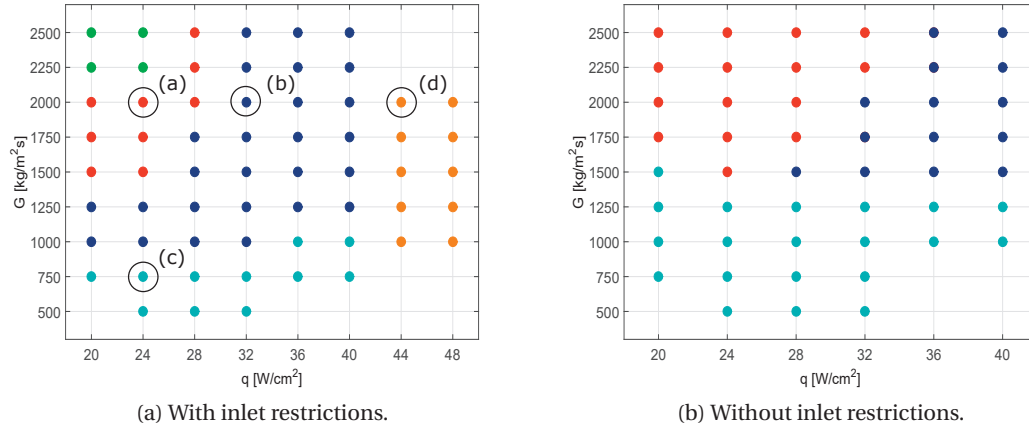 2500
2250
2000
1750
1500
1250
1000
750
500
G [kg/m²s]
(a)
(b)
(c)
(d)
20 24 28 32 36 40 44 48
q [W/cm²]
(a) With inlet restrictions.
2500
2250
2000
1750
1500
1250
1000
750
500
G [kg/m²s]
20 24 28 32 36 40
q [W/cm²]
(b) Without inlet restrictions.